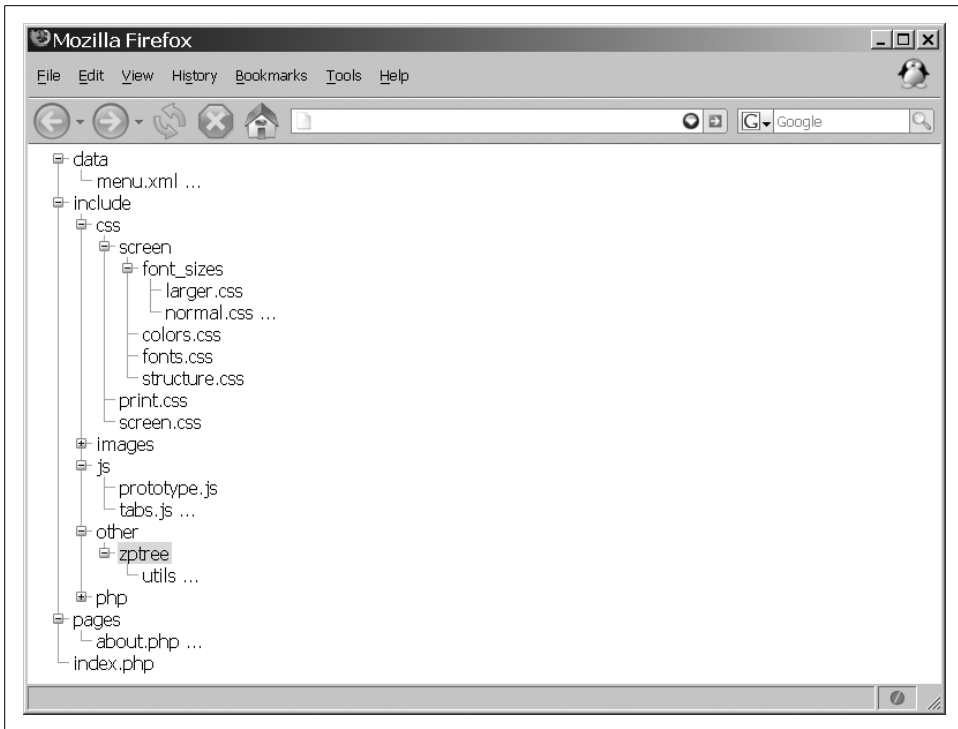 Mozilla Firefox
File Edit View History Bookmarks Tools Help
G Google
data
menu.xml ...
include
css
screen
font_sizes
larger.css
normal.css ...
colors.css
fonts.css
structure.css
print.css
screen.css
images
js
prototype.js
tabs.js ...
other
zptree
utils ...
php
pages
about.php ...
index.php